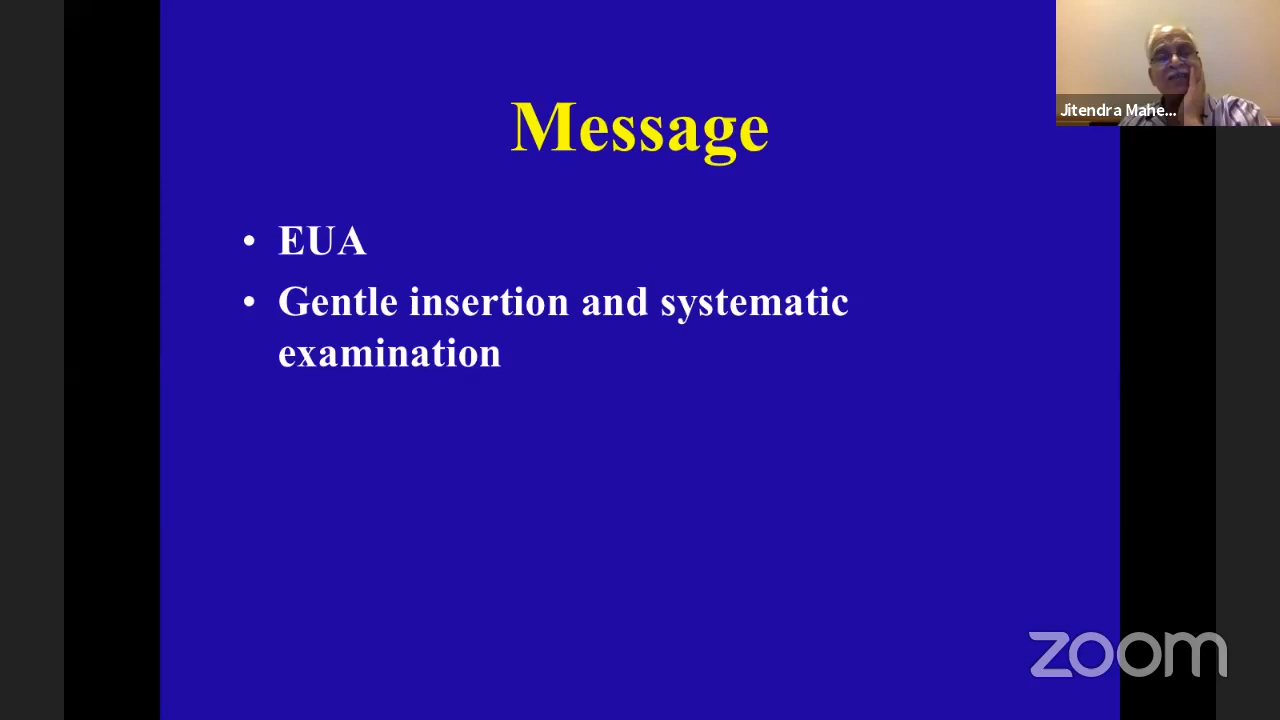 Message
• EUA
• Gentle insertion and systematic
examination
Jitendra Mahe...
zoom